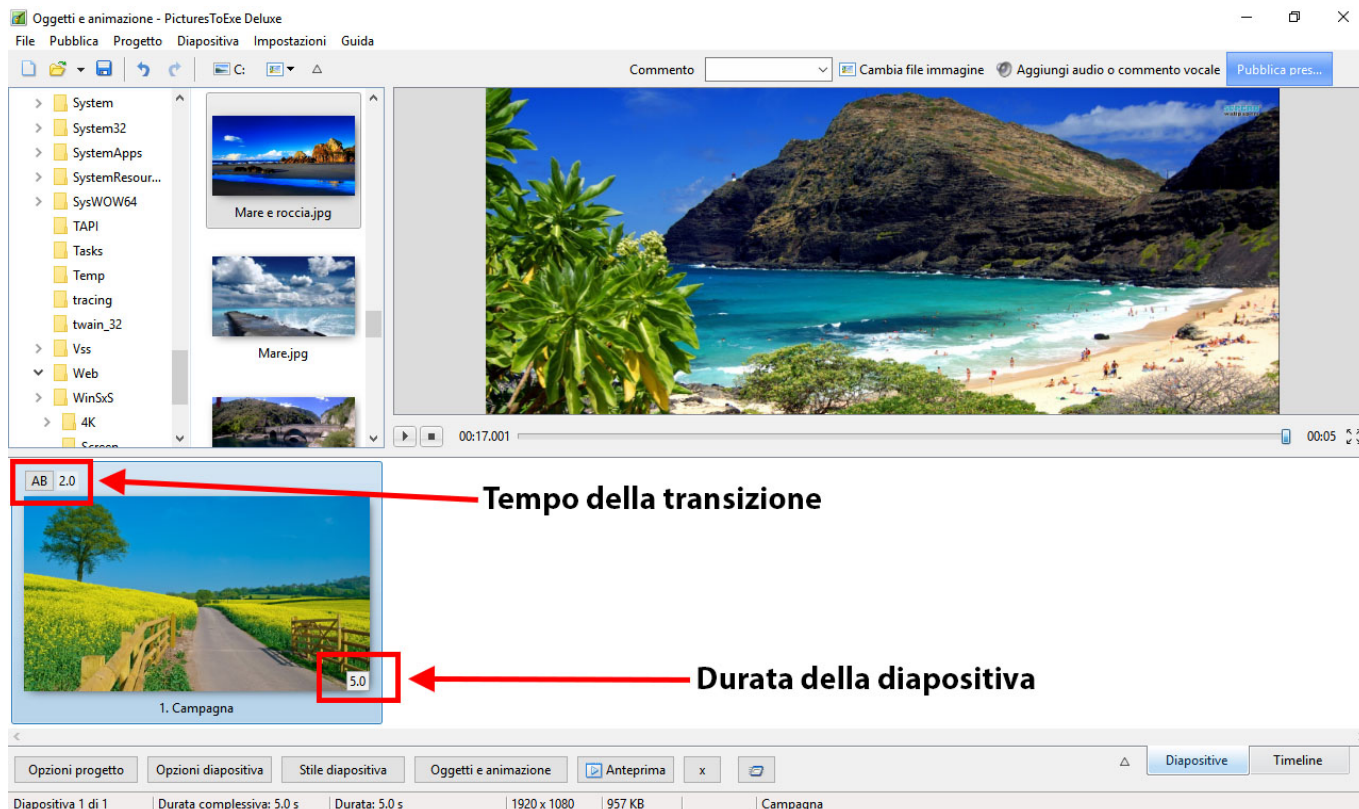 Oggetti e animazione - PicturesToExe Deluxe
File Pubblica Progetto Diapositiva Impostazioni Guida
C: Commento Cambia file immagine Aggiungi audio o commento vocale Pubblica pres...
System
System32
SystemApps
SystemResour...
SysWOW64
TAPI
Tasks
Temp
tracing
twain_32
Vss
Web
WinSxS
4K
Screen
Mare e roccia.jpg
Mare.jpg
00:17.001 00:05
AB 2.0
Tempo della transizione
5.0
Durata della diapositiva
1. Campagna
Opzioni progetto Opzioni diapositiva Stile diapositiva Oggetti e animazione Anteprima x Diapositive Timeline
Diapositiva 1 di 1 Durata complessiva: 5.0 s Durata: 5.0 s 1920 x 1080 957 KB Campagna